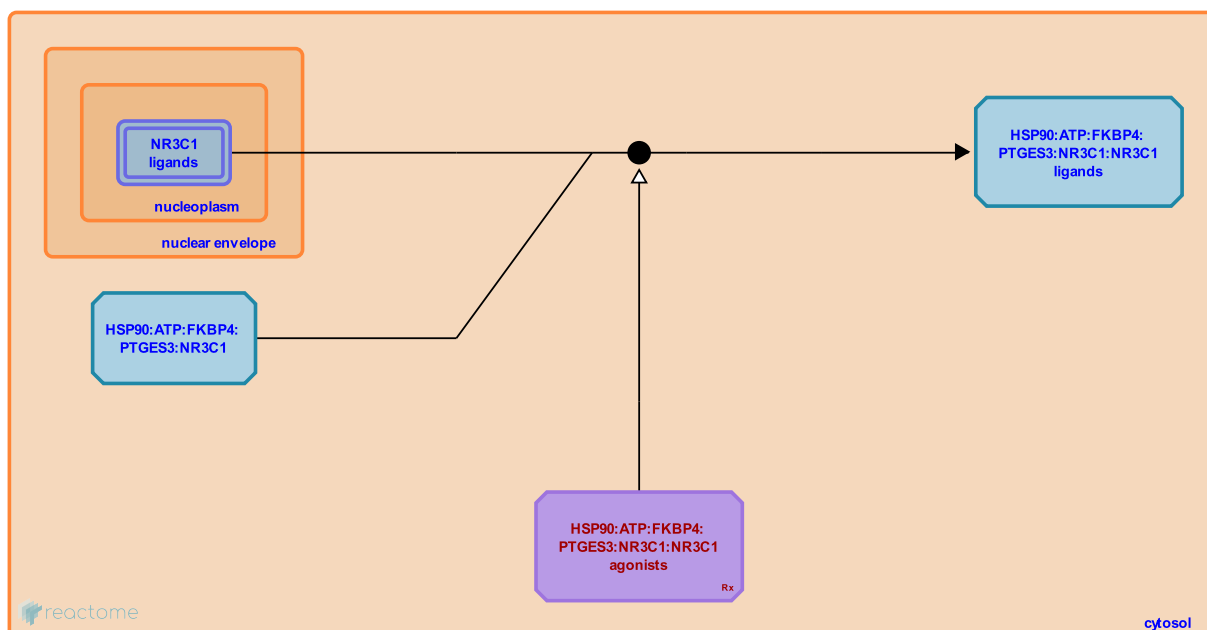 NR3C1
ligands
nucleoplasm
nuclear envelope
HSP90:ATP:FKBP4:
PTGES3:NR3C1:NR3C1
ligands
HSP90:ATP:FKBP4:
PTGES3:NR3C1
HSP90:ATP:FKBP4:
PTGES3:NR3C1:NR3C1
agonists
Rx
reactome
cytosol